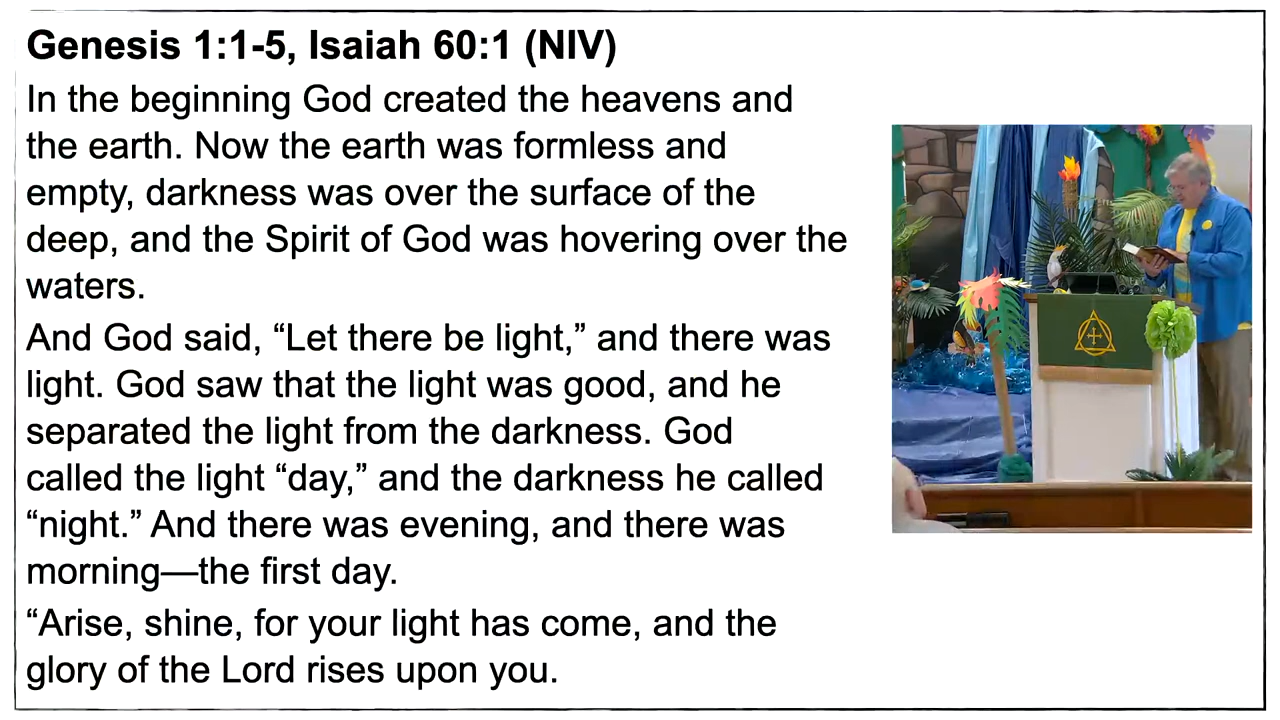 Genesis 1:1-5, Isaiah 60:1 (NIV)
In the beginning God created the heavens and
the earth. Now the earth was formless and
empty, darkness was over the surface of the
deep, and the Spirit of God was hovering over the
waters.
And God said, “Let there be light,” and there was
light. God saw that the light was good, and he
separated the light from the darkness. God
called the light “day,” and the darkness he called
“night.” And there was evening, and there was
morning—the first day.
“Arise, shine, for your light has come, and the
glory of the Lord rises upon you.